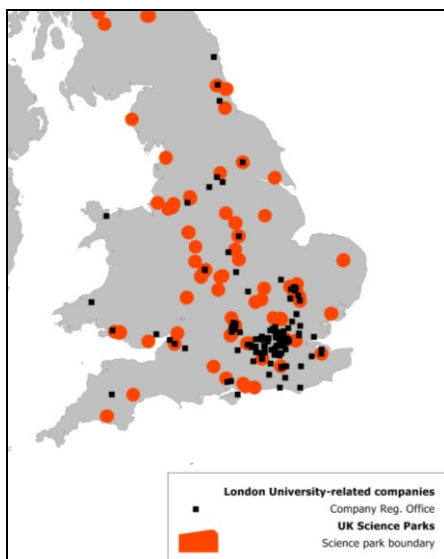 London University-related companies
Company Reg. Office
UK Science Parks
Science park boundary